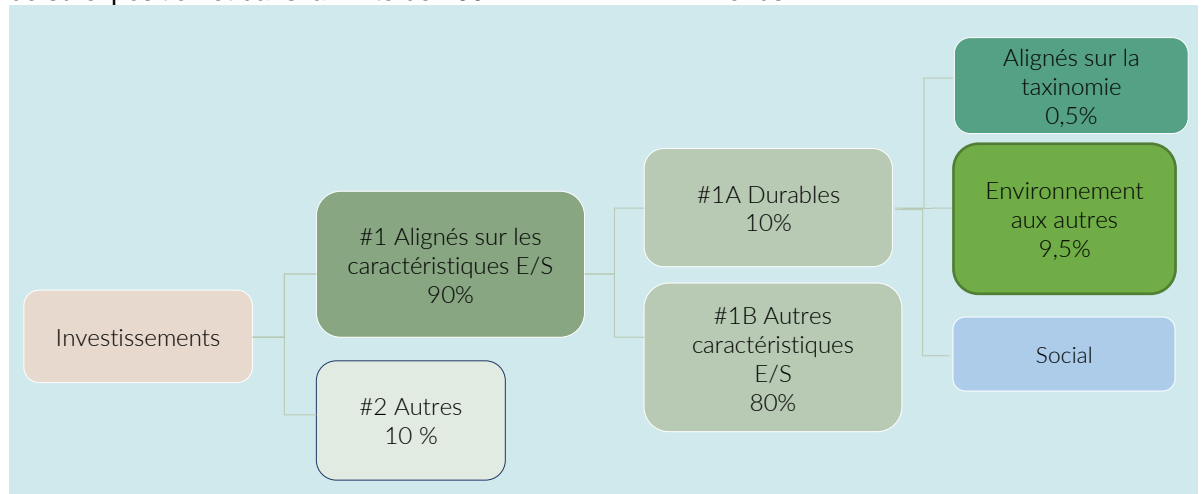 Investissements
#1 Alignés sur les
caractéristiques E/S
90%
#2 Autres
10 %
#1A Durables
10%
#1B Autres
caractéristiques
E/S
80%
Alignés sur la
taxinomie
0,5%
Environnement
aux autres
9,5%
Social